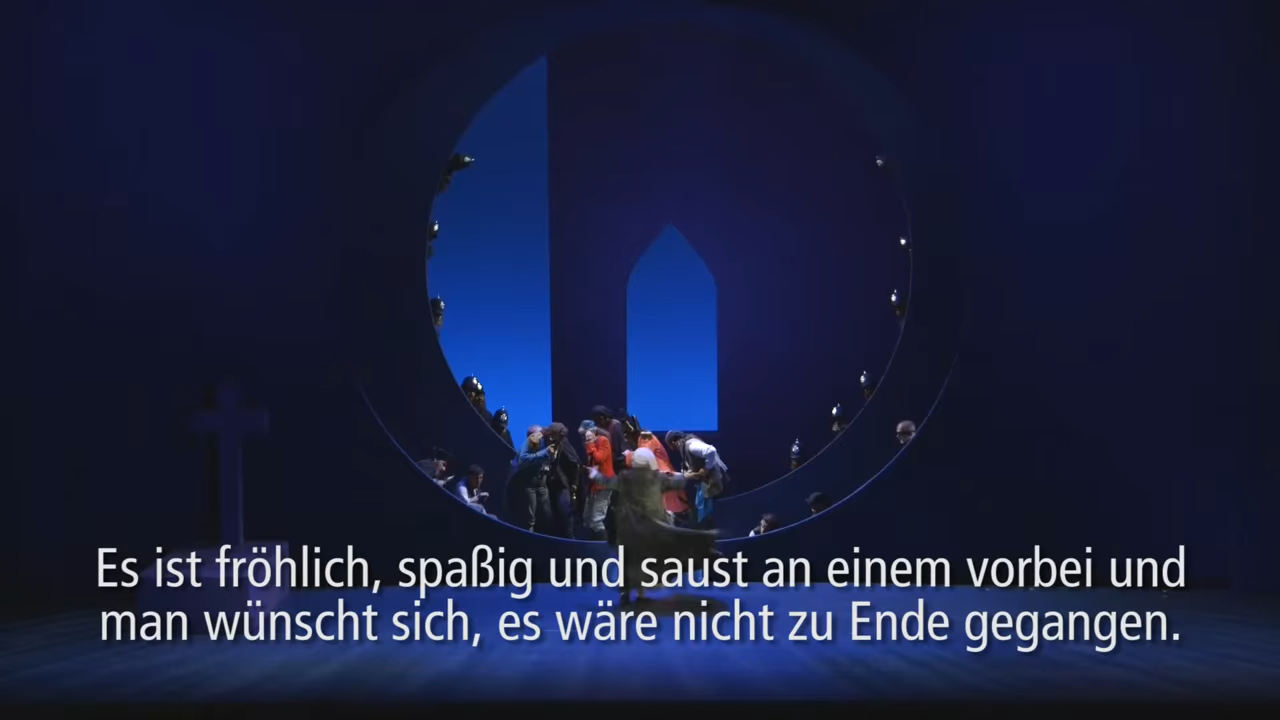 Es ist fröhlich, spaßig und saust an einem vorbei und
man wünscht sich, es wäre nicht zu Ende gegangen.